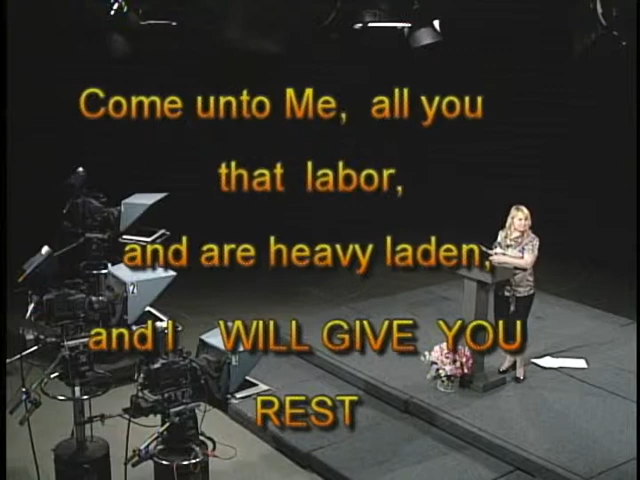 Come unto Me, all you
that labor,
and are heavy laden,
and I WILL GIVE YOU
REST